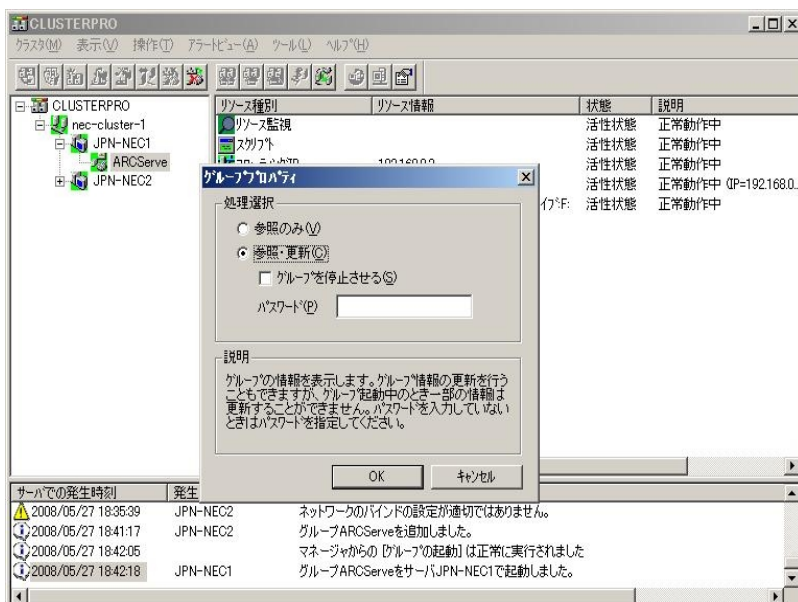 CLUSTERPRO
クラスタ(M) 表示(V) 操作(T) アラートビュー(A) ツール(L) ヘルプ(H)
CLUSTERPRO
nec-cluster-1
JPN-NEC1
ARCServe
JPN-NEC2
リソース種別 リソース情報 状態 説明
リソース監視 活性状態 正常動作中
スクリプト 活性状態 正常動作中
活性状態 正常動作中
活性状態 正常動作中 (IP=192.168.0...
イブF: 活性状態 正常動作中
グループプロパティ
処理選択
参照のみ(V)
参照・更新(C)
グループを停止させる(S)
パスワード(P)
説明
グループの情報を表示します。グループ情報の更新を行う
こともできますが、グループ起動中のとき一部の情報は
更新することができません。パスワードを入力していない
ときはパスワードを指定してください。
OK キャンセル
サーバでの発生時刻 発生
2008/05/27 18:35:39 JPN-NEC2 ネットワークのバインドの設定が適切ではありません。
2008/05/27 18:41:17 JPN-NEC2 グループARCServeを追加しました。
2008/05/27 18:42:05 マネージャからの [グループの起動] は正常に実行されました
2008/05/27 18:42:18 JPN-NEC1 グループARCServeをサーバJPN-NEC1で起動しました。